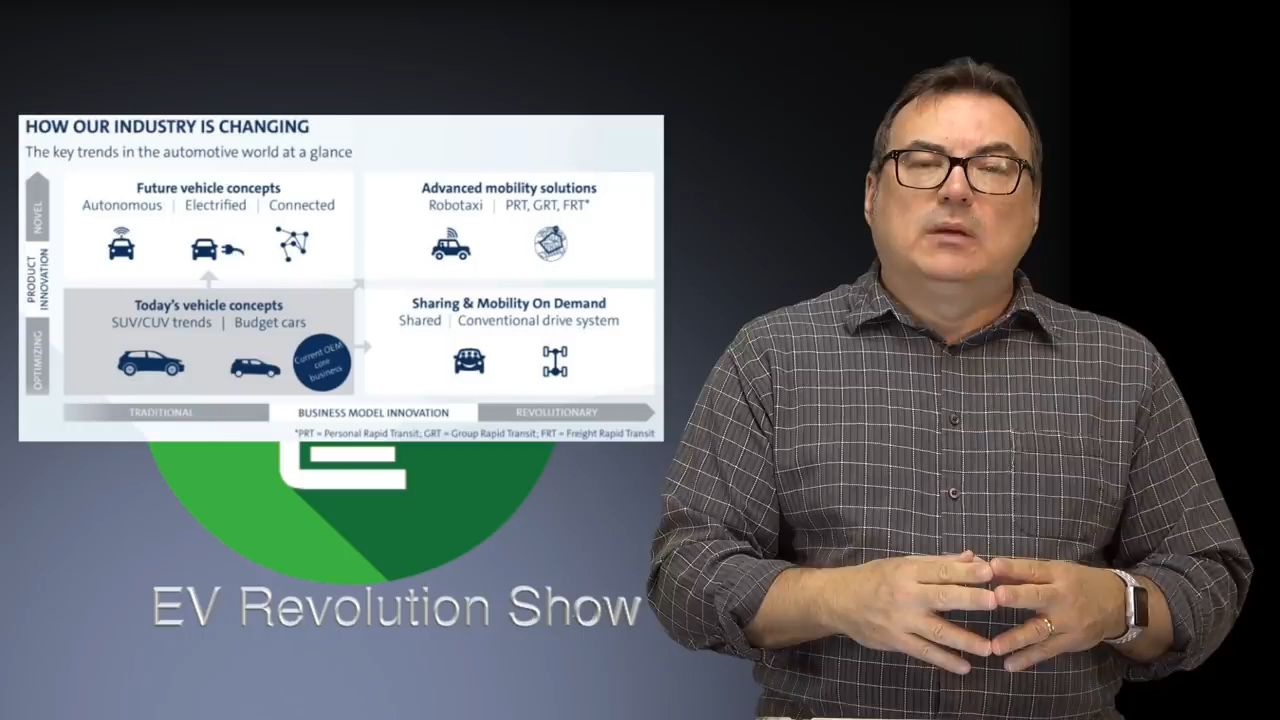 HOW OUR INDUSTRY IS CHANGING
The key trends in the automotive world at a glance
NOVEL
PRODUCT
INNOVATION
OPTIMIZING
Future vehicle concepts
Autonomous | Electrified | Connected
Advanced mobility solutions
Robotaxi | PRT, GRT, FRT*
Today's vehicle concepts
SUV/CUV trends | Budget cars
Current OEM
core
business
Sharing & Mobility On Demand
Shared | Conventional drive system
TRADITIONAL
BUSINESS MODEL INNOVATION
REVOLUTIONARY
*PRT = Personal Rapid Transit; GRT = Group Rapid Transit; FRT = Freight Rapid Transit
EV Revolution Show